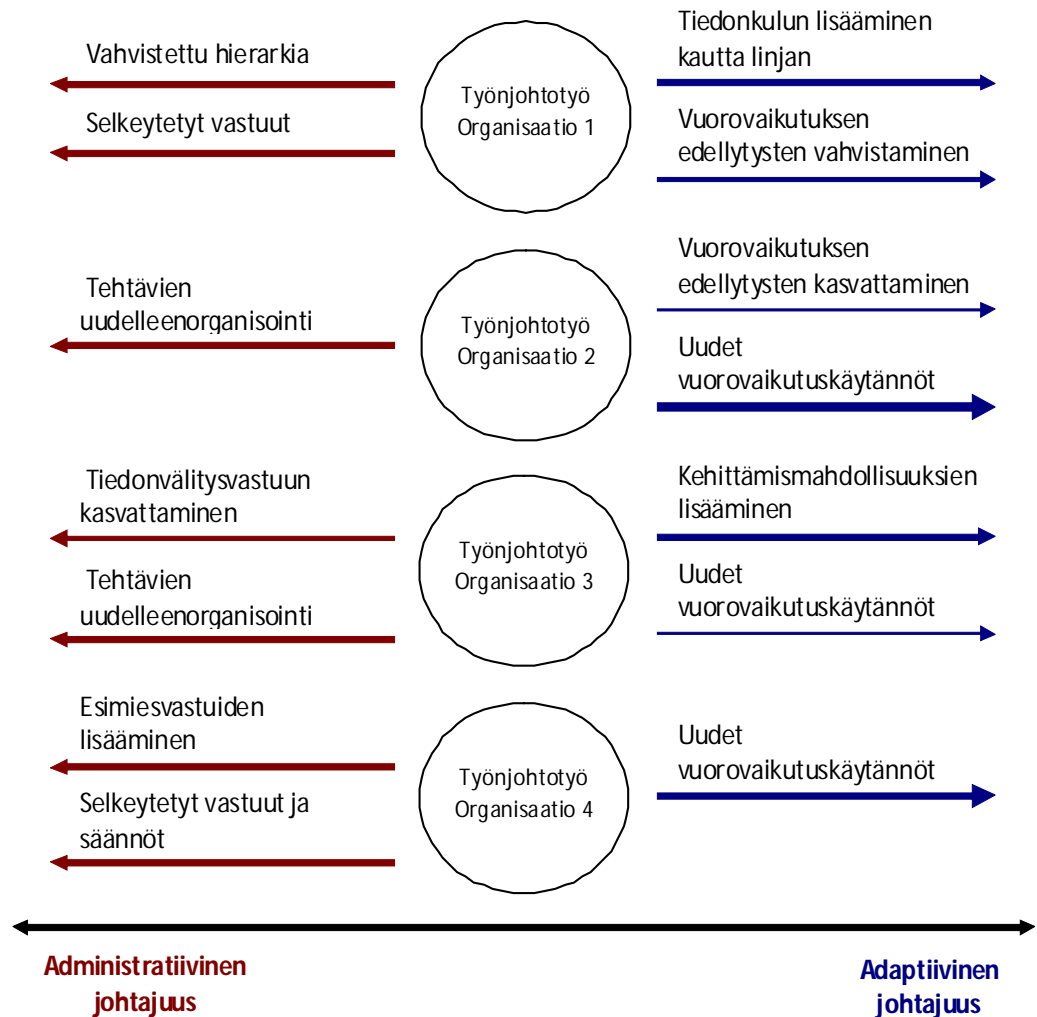 Vahvistettu hierarkia
Selkeytetyt vastuut
Työnjohtotyö
Organisaatio 1
Tiedonkulun lisääminen
kautta linjan
Vuorovaikutuksen
edellytysten vahvistaminen
Tehtävien
uudelleenorganisointi
Työnjohtotyö
Organisaatio 2
Vuorovaikutuksen
edellytysten kasvattaminen
Uudet
vuorovaikutuskäytännöt
Tiedonvälitysvastuun
kasvattaminen
Tehtävien
uudelleenorganisointi
Työnjohtotyö
Organisaatio 3
Kehittämismahdollisuuksien
lisääminen
Uudet
vuorovaikutuskäytännöt
Esimiesvastuiden
lisääminen
Selkeytetyt vastuut ja
säännöt
Työnjohtotyö
Organisaatio 4
Uudet
vuorovaikutuskäytännöt
Administratiivinen
johtajuus
Adaptiivinen
johtajuus